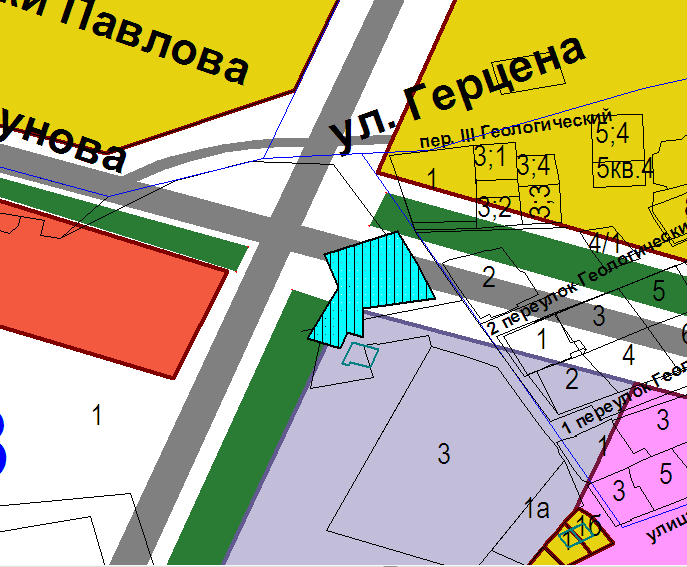 ки Павлова
унова
ул. Герцена
пер. III Геологический
5;4
5кв.4
3;1
3;4
1
3;2
3;3
4/1
2
2 переулок Геологический
5
1
3
6
4
2
1 переулок Геол
1
3
1
3
3
5
1а
1б
улиц